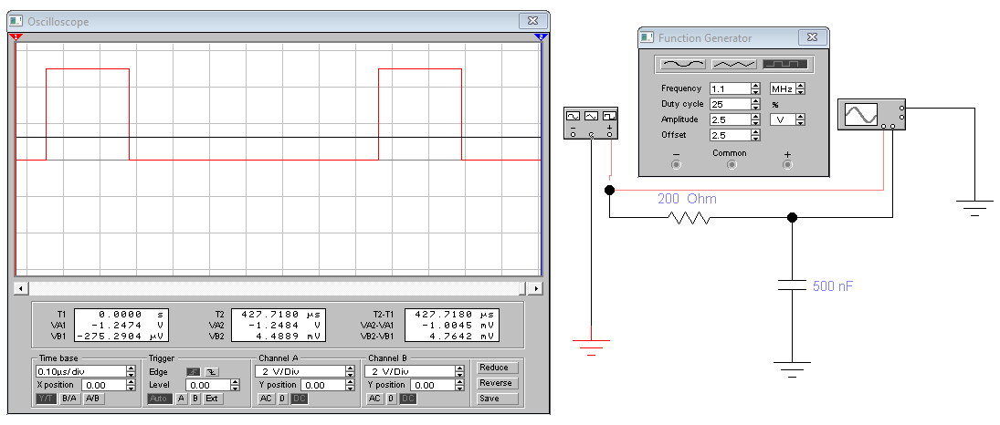 Oscilloscope
1
2
T1 0.0000 s T2 427.7180 µs T2-T1 427.7180 µs
VA1 -1.2474 V VA2 -1.2484 V VA2-VA1 -1.0045 mV
VB1 -275.2904 µV VB2 4.4889 mV VB2-VB1 4.7642 mV
Time base Trigger Channel A Channel B
0.10µs/div Edge 2 V/Div 2 V/Div
X position 0.00 Level 0.00 Y position 0.00 Y position 0.00
Y/T B/A A/B Auto A B Ext AC 0 DC AC 0 DC
Reduce
Reverse
Save
Function Generator
Frequency 1.1 MHz
Duty cycle 25 %
Amplitude 2.5 V
Offset 2.5
− Common +
− +
200 Ohm
500 nF